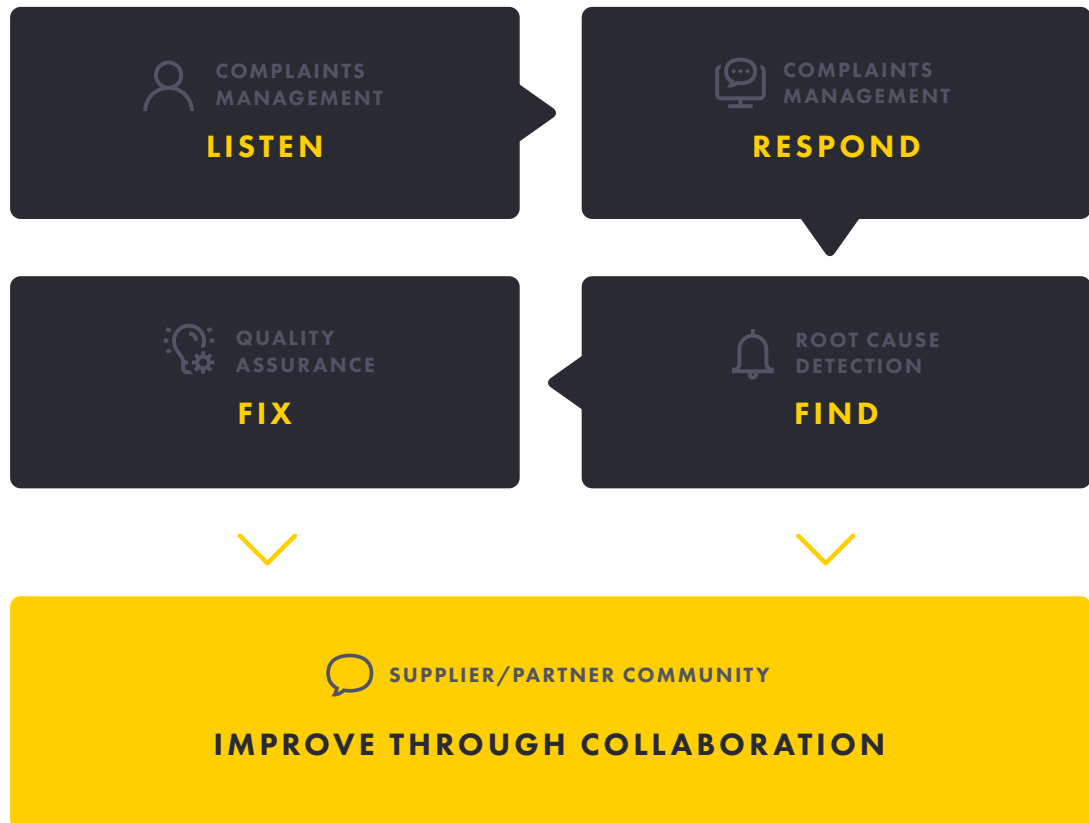 COMPLAINTS
MANAGEMENT
LISTEN
COMPLAINTS
MANAGEMENT
RESPOND
QUALITY
ASSURANCE
FIX
ROOT CAUSE
DETECTION
FIND
SUPPLIER/PARTNER COMMUNITY
IMPROVE THROUGH COLLABORATION